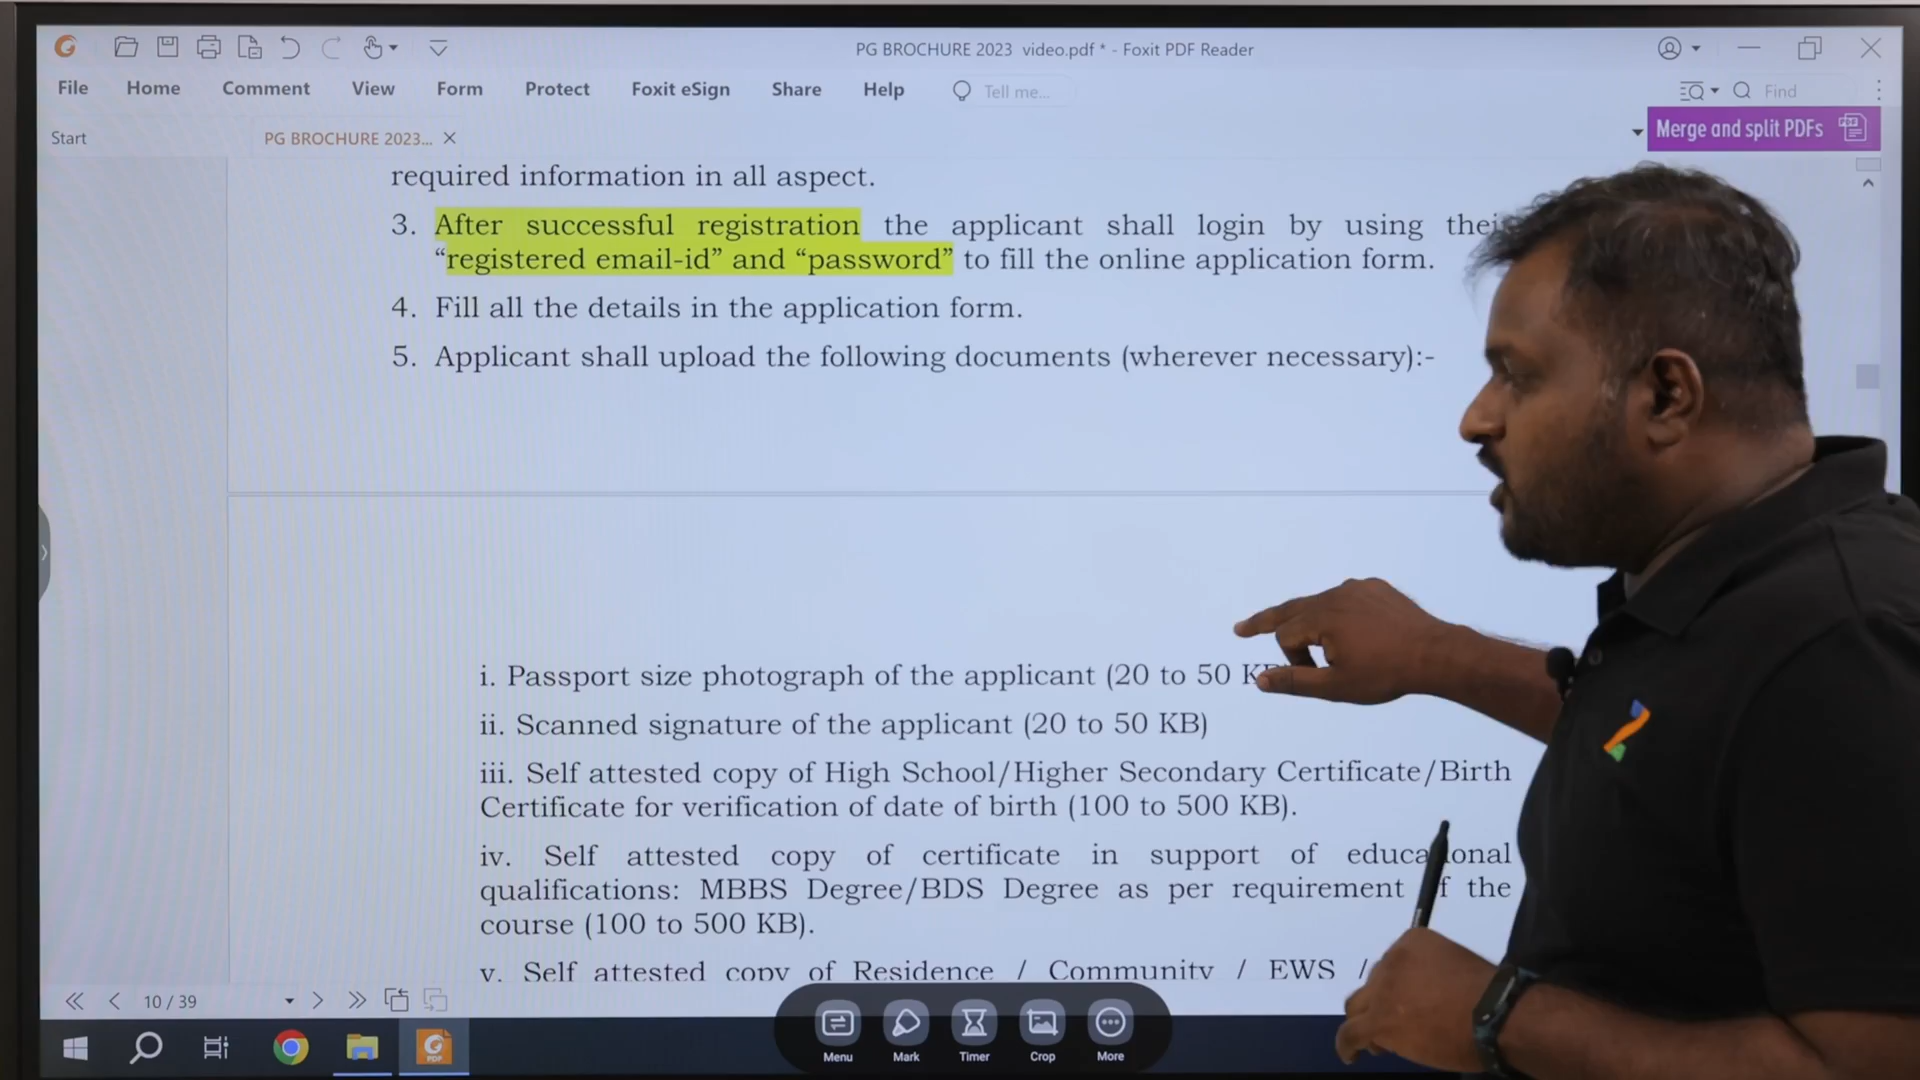 PG BROCHURE 2023 video.pdf * - Foxit PDF Reader
File Home Comment View Form Protect Foxit eSign Share Help Tell me... Find
Start PG BROCHURE 2023... Merge and split PDFs
required information in all aspect.
3. After successful registration the applicant shall login by using their
“registered email-id” and “password” to fill the online application form.
4. Fill all the details in the application form.
5. Applicant shall upload the following documents (wherever necessary):-
i. Passport size photograph of the applicant (20 to 50 KB
ii. Scanned signature of the applicant (20 to 50 KB)
iii. Self attested copy of High School/Higher Secondary Certificate/Birth
Certificate for verification of date of birth (100 to 500 KB).
iv. Self attested copy of certificate in support of educational
qualifications: MBBS Degree/BDS Degree as per requirement of the
course (100 to 500 KB).
v. Self attested copy of Residence / Community / EWS /
10 / 39
Menu Mark Timer Crop More